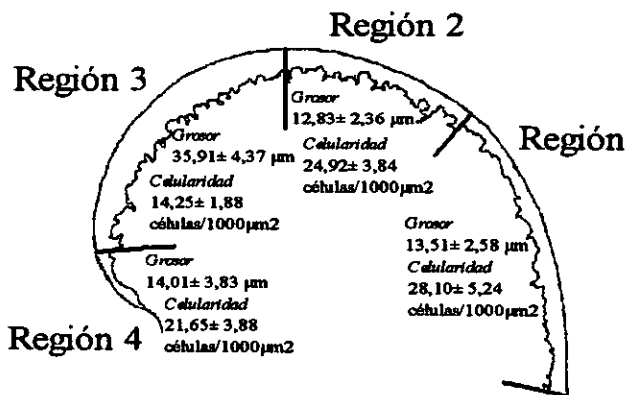 Región 2
Región 3
Región
Grosor
12,83± 2,36 µm
Celularidad
24,92± 3,84
células/1000µm2
Grosor
35,91± 4,37 µm
Celularidad
14,25± 1,88
células/1000µm2
Grosor
13,51± 2,58 µm
Celularidad
28,10± 5,24
células/1000µm2
Grosor
14,01± 3,83 µm
Celularidad
21,65± 3,88
células/1000µm2
Región 4